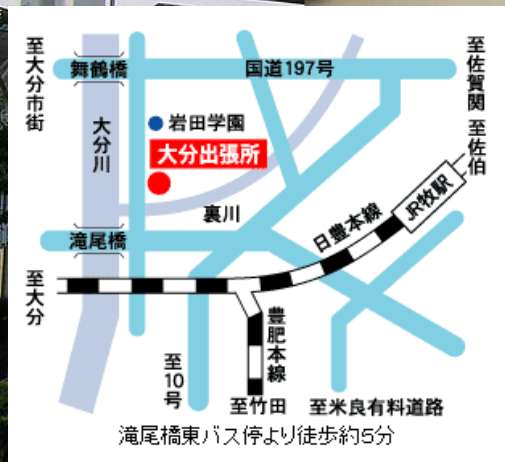 至大分市街
舞鶴橋
国道197号
至佐賀関
至佐伯
大分川
岩田学園
大分出張所
裏川
JR牧駅
日豊本線
滝尾橋
至大分
豊肥本線
至10号
至竹田
至米良有料道路
滝尾橋東バス停より徒歩約5分